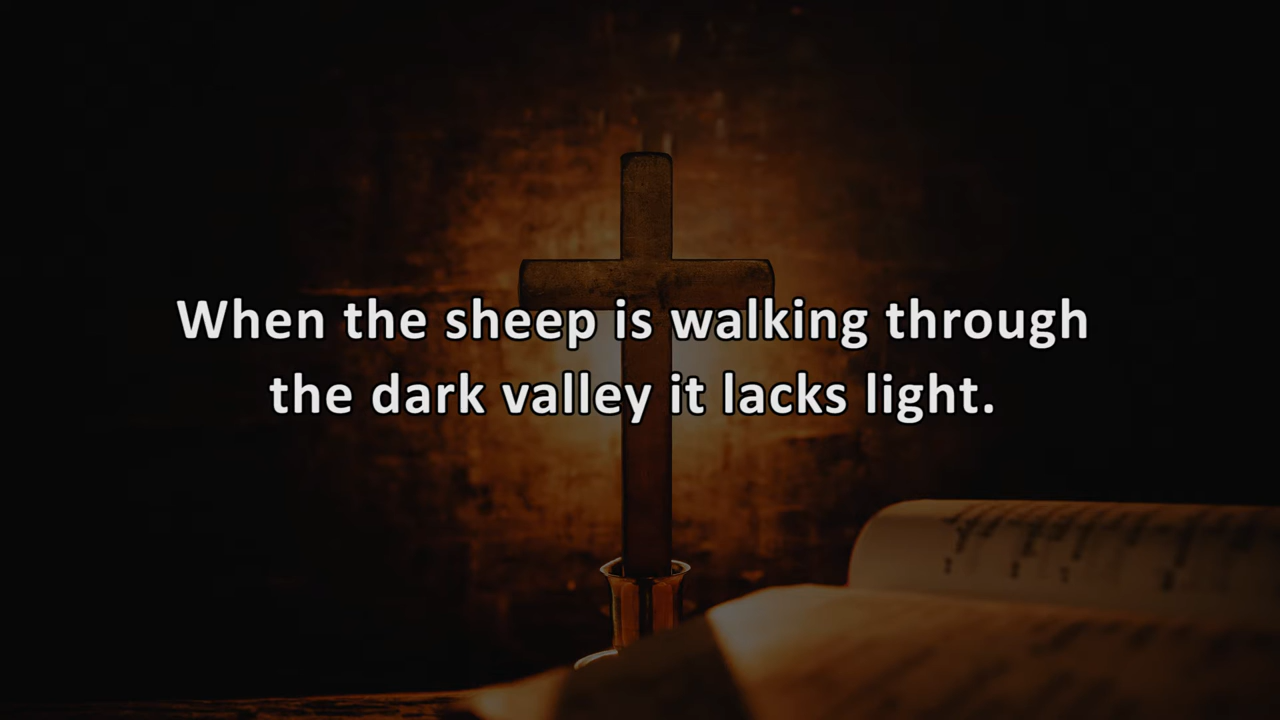 When the sheep is walking through
the dark valley it lacks light.